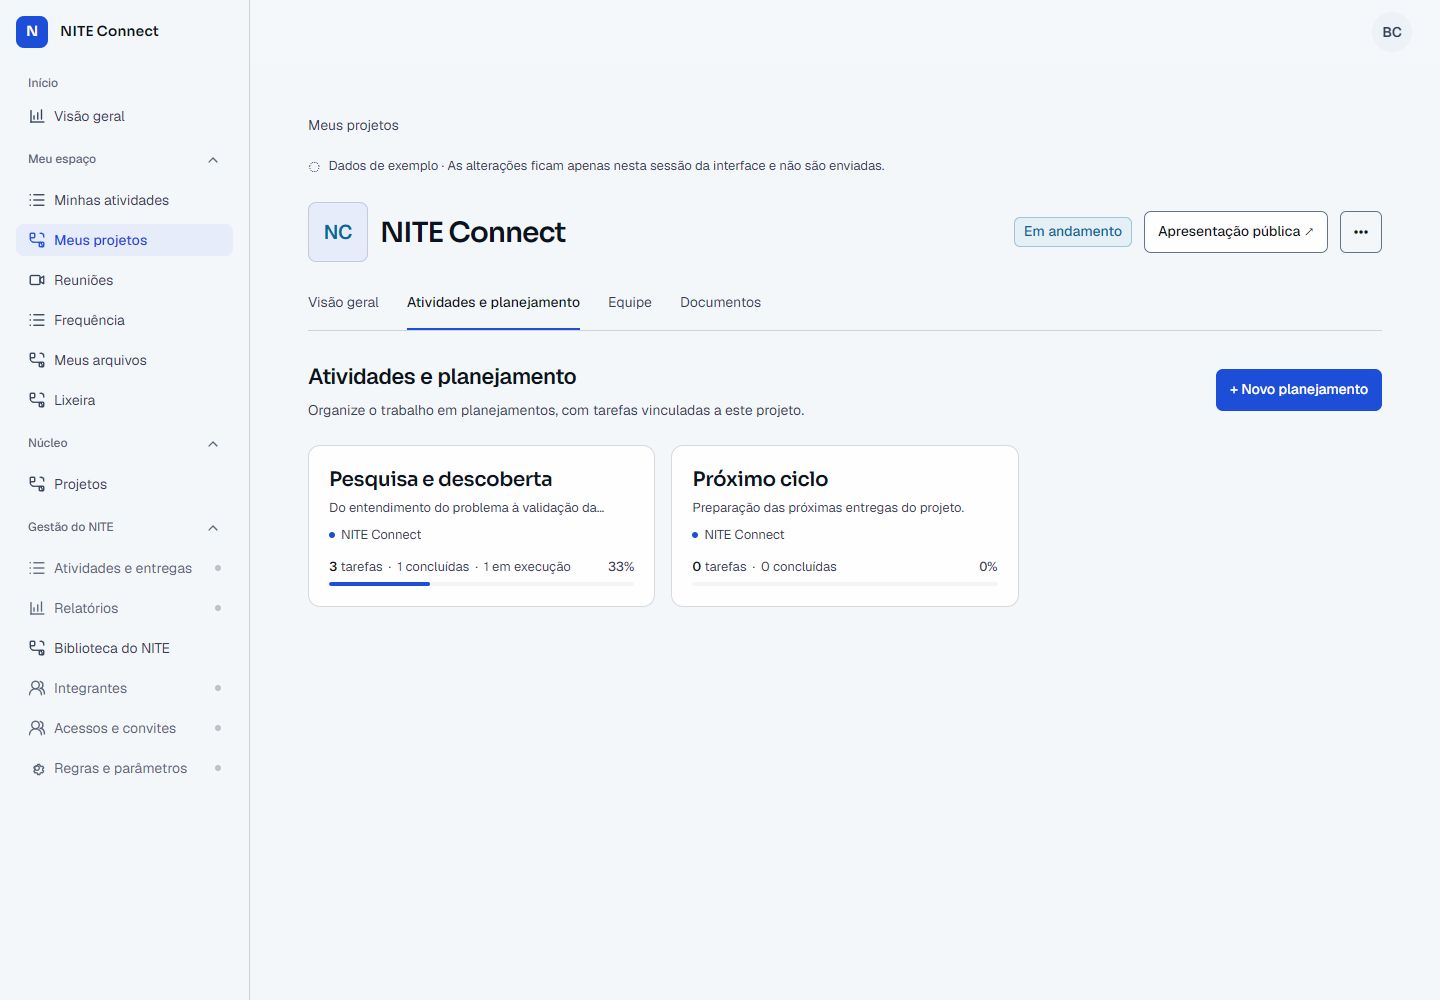 N NITE Connect
BC
Início
Visão geral
Meu espaço
Minhas atividades
Meus projetos
Reuniões
Frequência
Meus arquivos
Lixeira
Núcleo
Projetos
Gestão do NITE
Atividades e entregas
Relatórios
Biblioteca do NITE
Integrantes
Acessos e convites
Regras e parâmetros
Meus projetos
Dados de exemplo · As alterações ficam apenas nesta sessão da interface e não são enviadas.
NC NITE Connect
Em andamento
Apresentação pública ↗
•••
Visão geral Atividades e planejamento Equipe Documentos
Atividades e planejamento
Organize o trabalho em planejamentos, com tarefas vinculadas a este projeto.
+ Novo planejamento
Pesquisa e descoberta
Do entendimento do problema à validação da…
NITE Connect
3 tarefas · 1 concluídas · 1 em execução 33%
Próximo ciclo
Preparação das próximas entregas do projeto.
NITE Connect
0 tarefas · 0 concluídas 0%